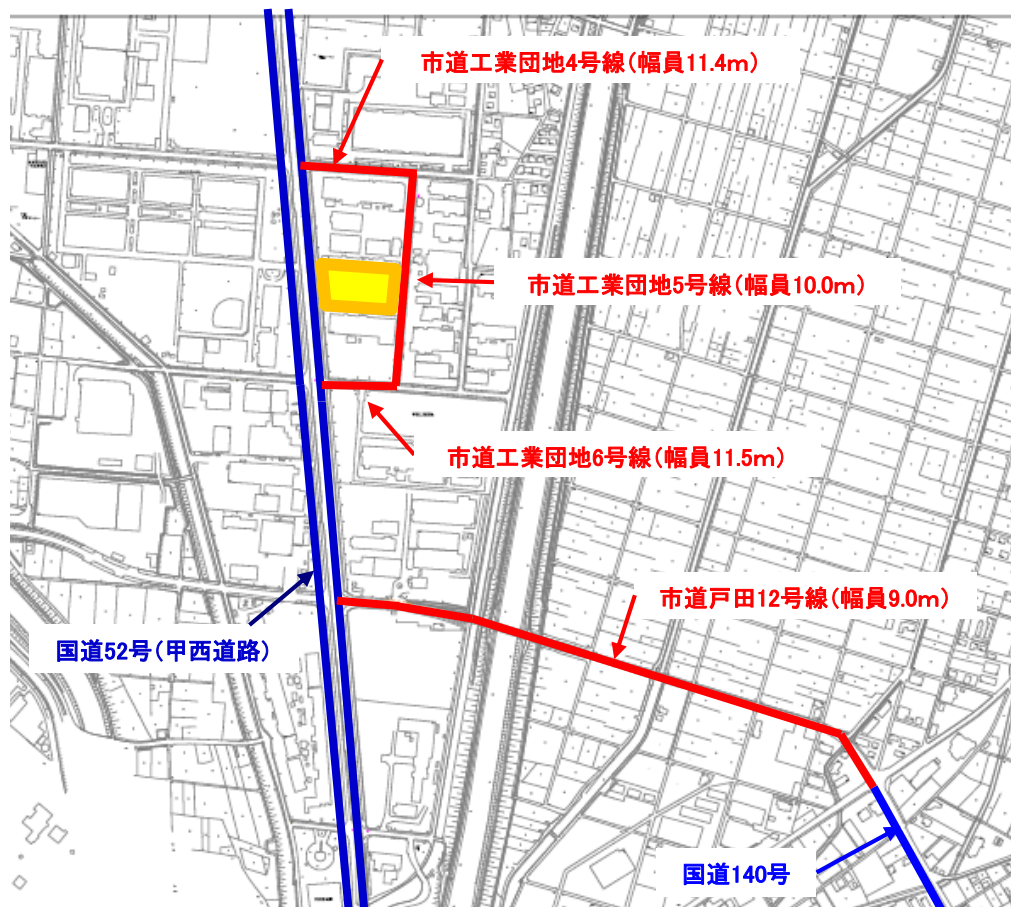 市道工業団地4号線(幅員11.4m)
市道工業団地5号線(幅員10.0m)
市道工業団地6号線(幅員11.5m)
市道戸田12号線(幅員9.0m)
国道52号(甲西道路)
国道140号